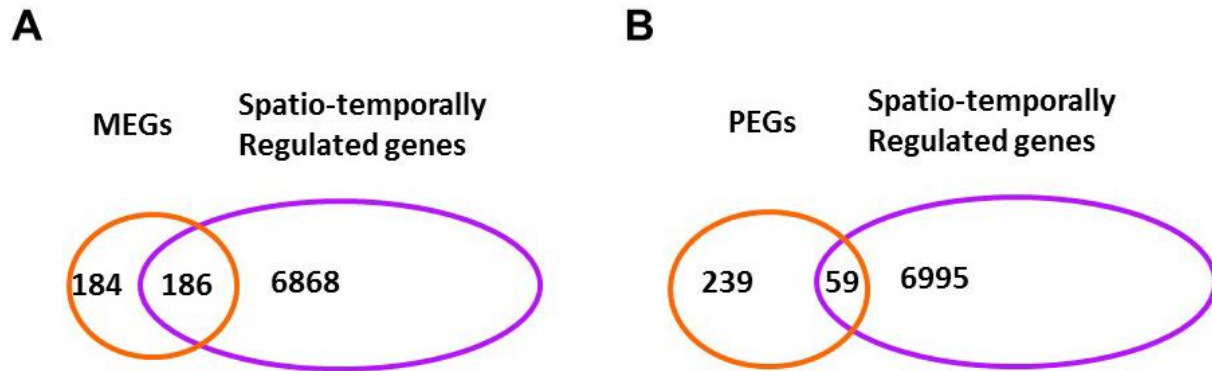 A
MEGs
Spatio-temporally
Regulated genes
184
186
6868
B
PEGs
Spatio-temporally
Regulated genes
239
59
6995